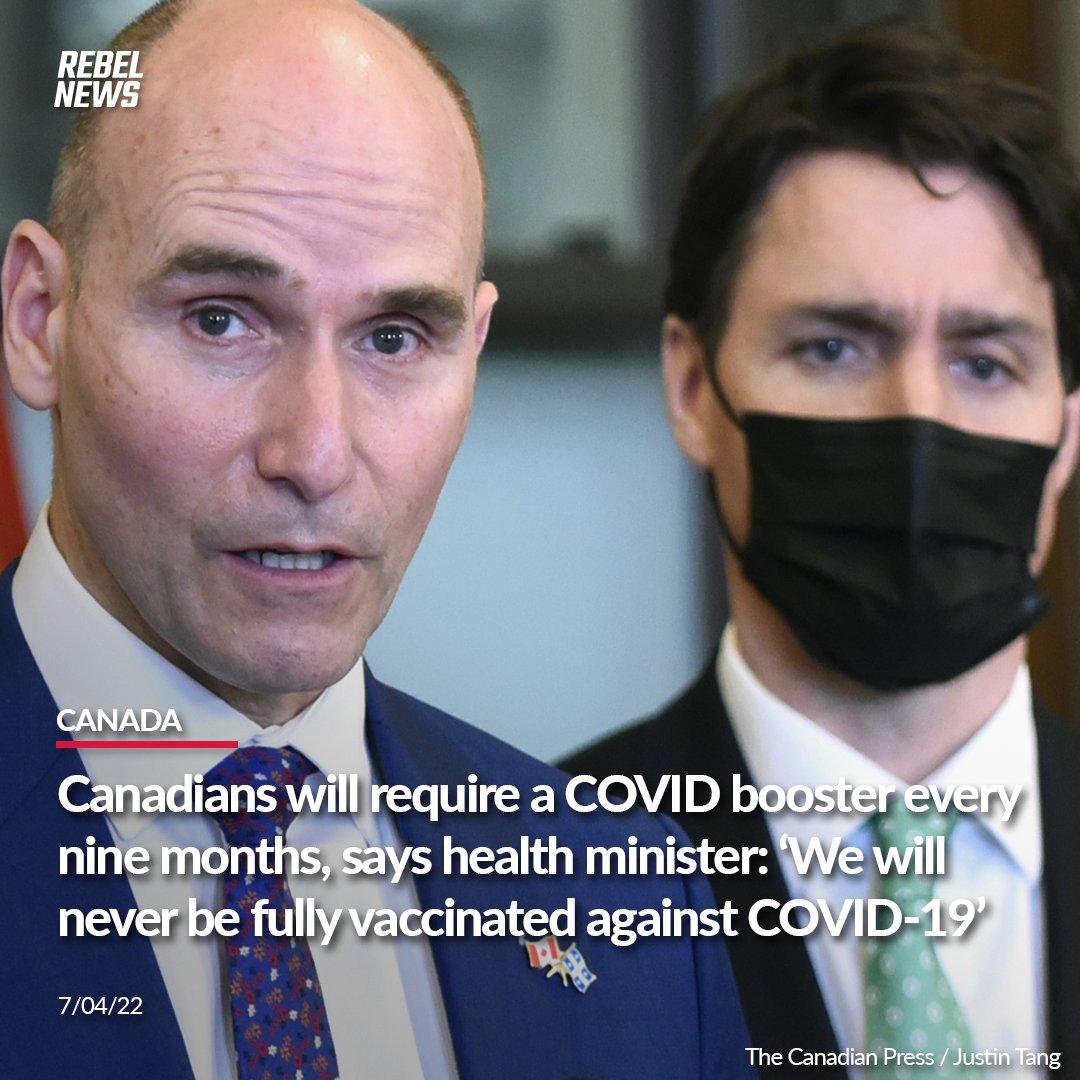 REBEL
NEWS
CANADA
Canadians will require a COVID booster every
nine months, says health minister: ‘We will
never be fully vaccinated against COVID-19’
7/04/22
The Canadian Press / Justin Tang